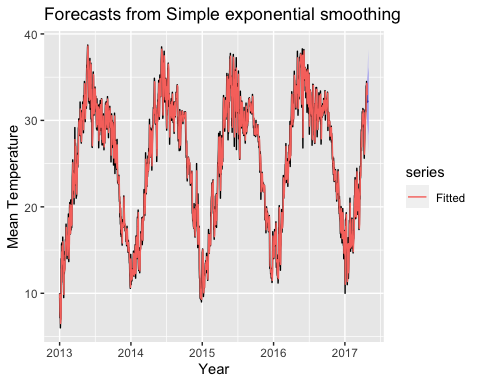 Forecasts from Simple exponential smoothing
40
30
20
10
Mean Temperature
2013 2014 2015 2016 2017
Year
series
Fitted